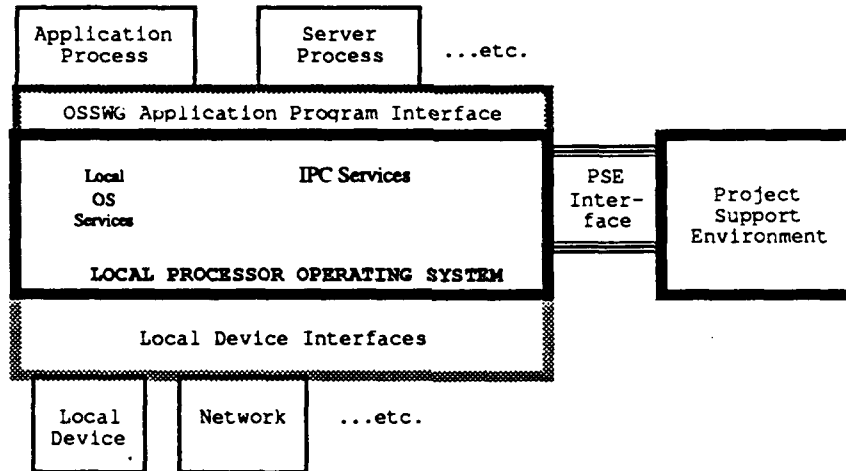 Application
Process
Server
Process
...etc.
OSSWG Application Program Interface
Local
OS
Services
IPC Services
LOCAL PROCESSOR OPERATING SYSTEM
PSE
Inter-
face
Project
Support
Environment
Local Device Interfaces
Local
Device
Network
...etc.